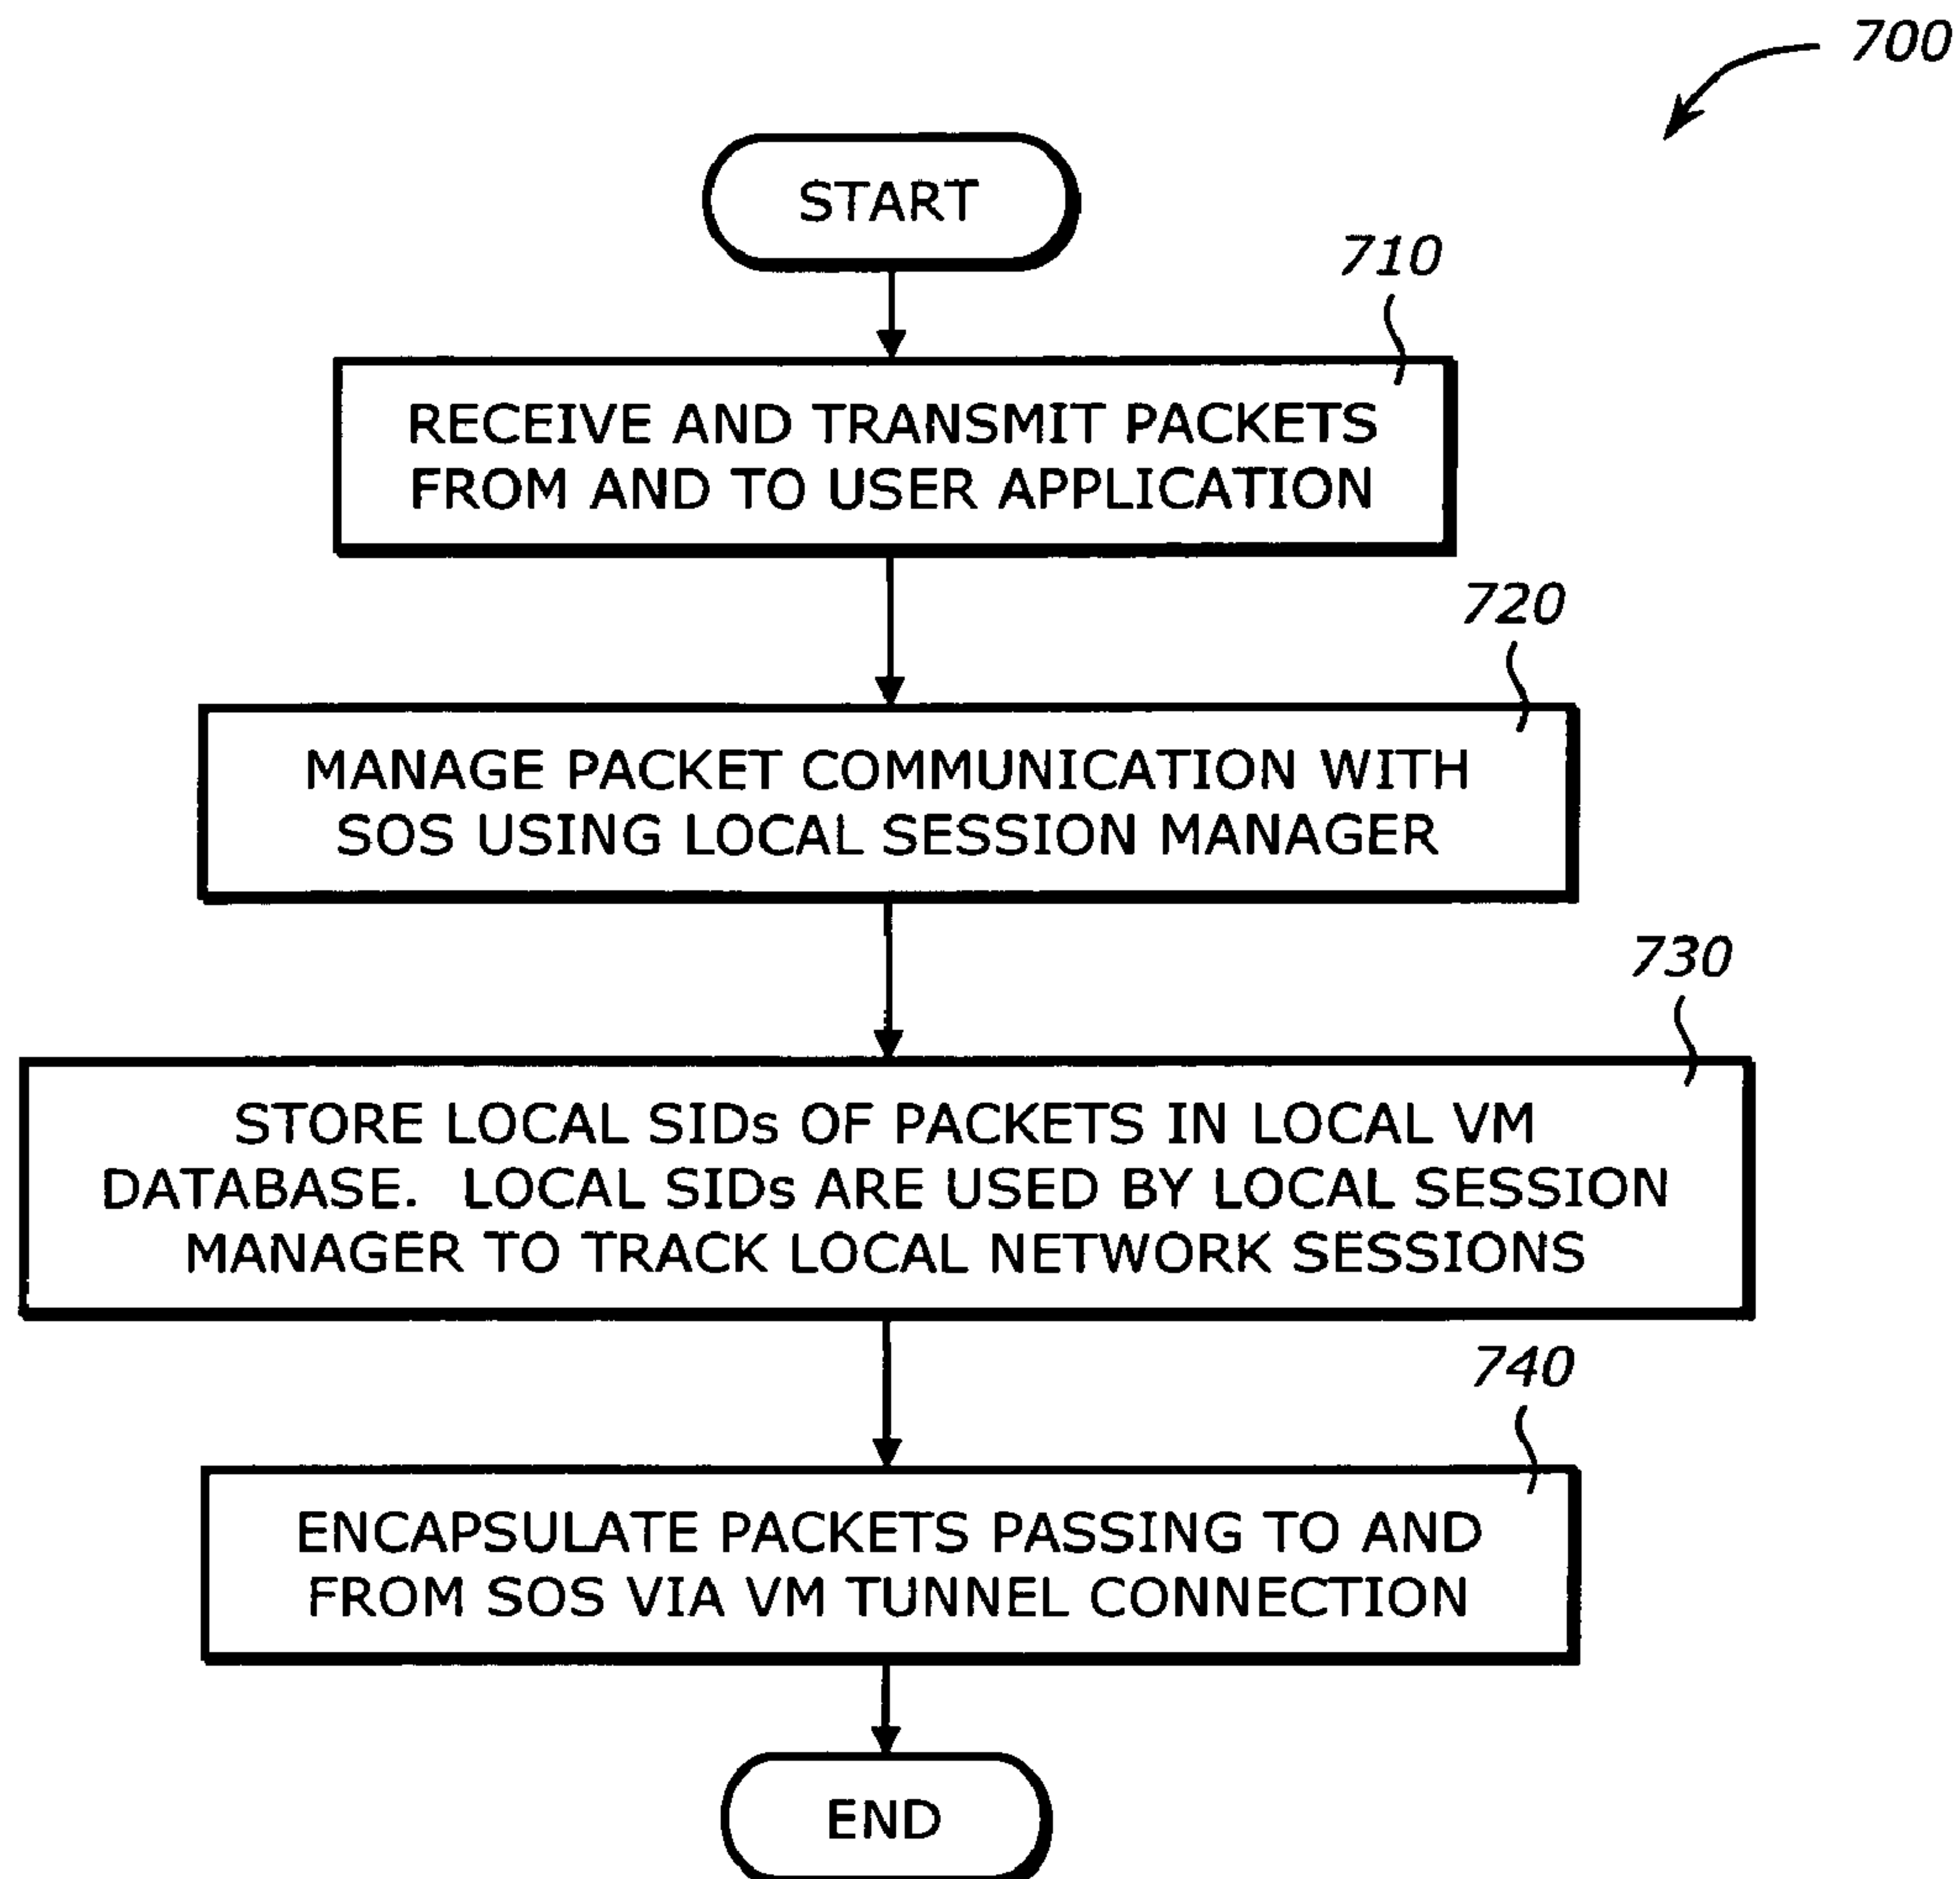 700
START
710
RECEIVE AND TRANSMIT PACKETS
FROM AND TO USER APPLICATION
720
MANAGE PACKET COMMUNICATION WITH
SOS USING LOCAL SESSION MANAGER
730
STORE LOCAL SIDs OF PACKETS IN LOCAL VM
DATABASE. LOCAL SIDs ARE USED BY LOCAL SESSION
MANAGER TO TRACK LOCAL NETWORK SESSIONS
740
ENCAPSULATE PACKETS PASSING TO AND
FROM SOS VIA VM TUNNEL CONNECTION
END